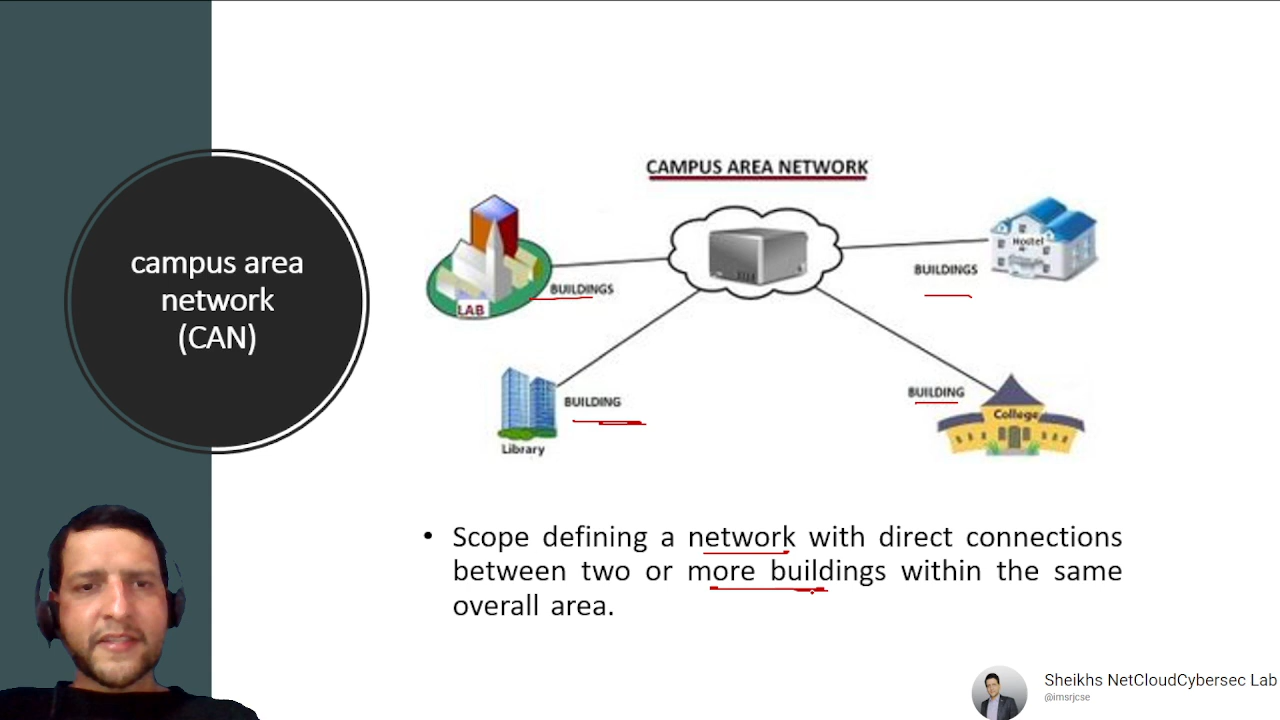 campus area
network
(CAN)
CAMPUS AREA NETWORK
LAB
BUILDINGS
Hostel
BUILDINGS
Library
BUILDING
College
BUILDING
• Scope defining a network with direct connections
between two or more buildings within the same
overall area.
Sheikhs NetCloudCybersec Lab
@imsrjcse